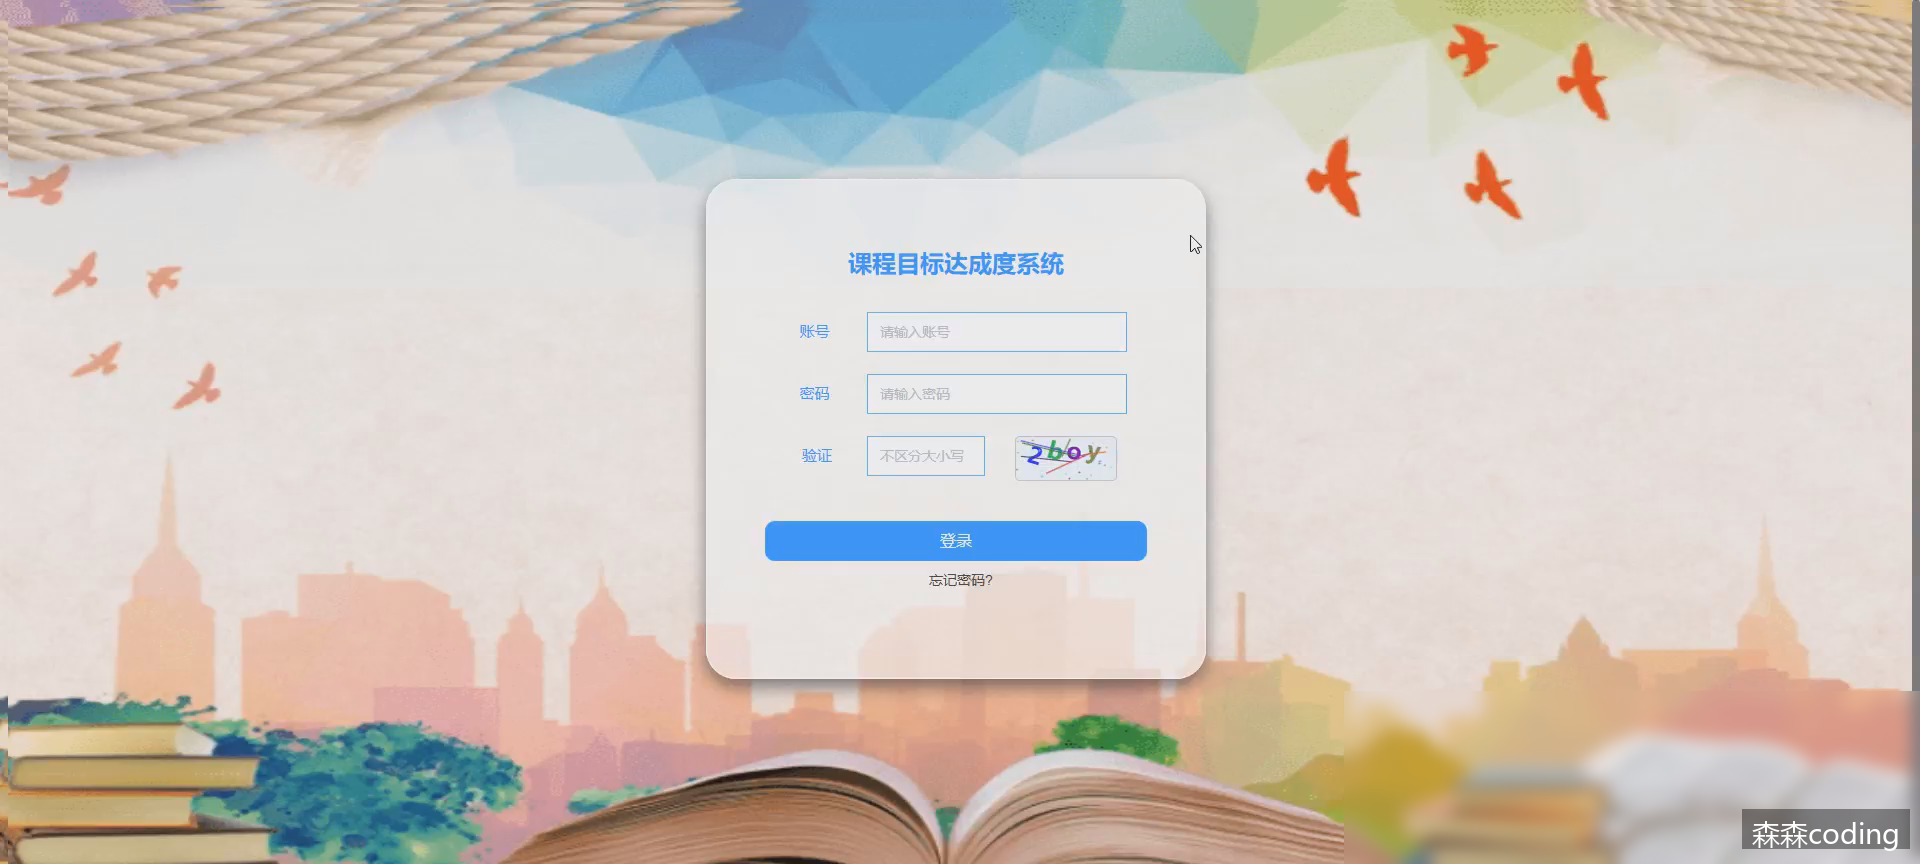 课程目标达成度系统
账号
请输入账号
密码
请输入密码
验证
不区分大小写
2boy
登录
忘记密码?
森森coding